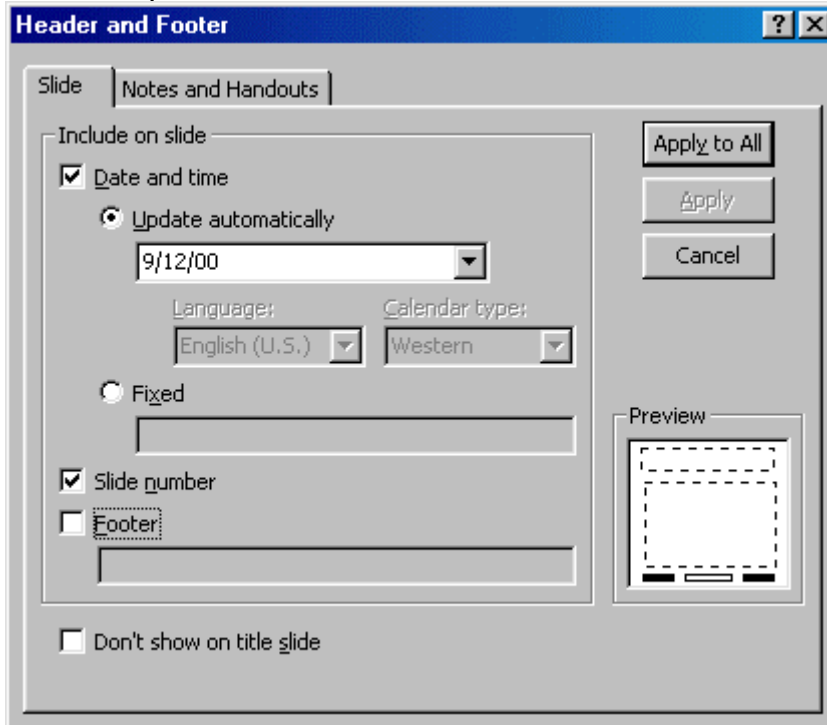 Header and Footer
Slide
Notes and Handouts
Include on slide
Date and time
Update automatically
9/12/00
Language:
Calendar type:
English (U.S.)
Western
Fixed
Slide number
Footer
Don't show on title slide
Apply to All
Apply
Cancel
Preview